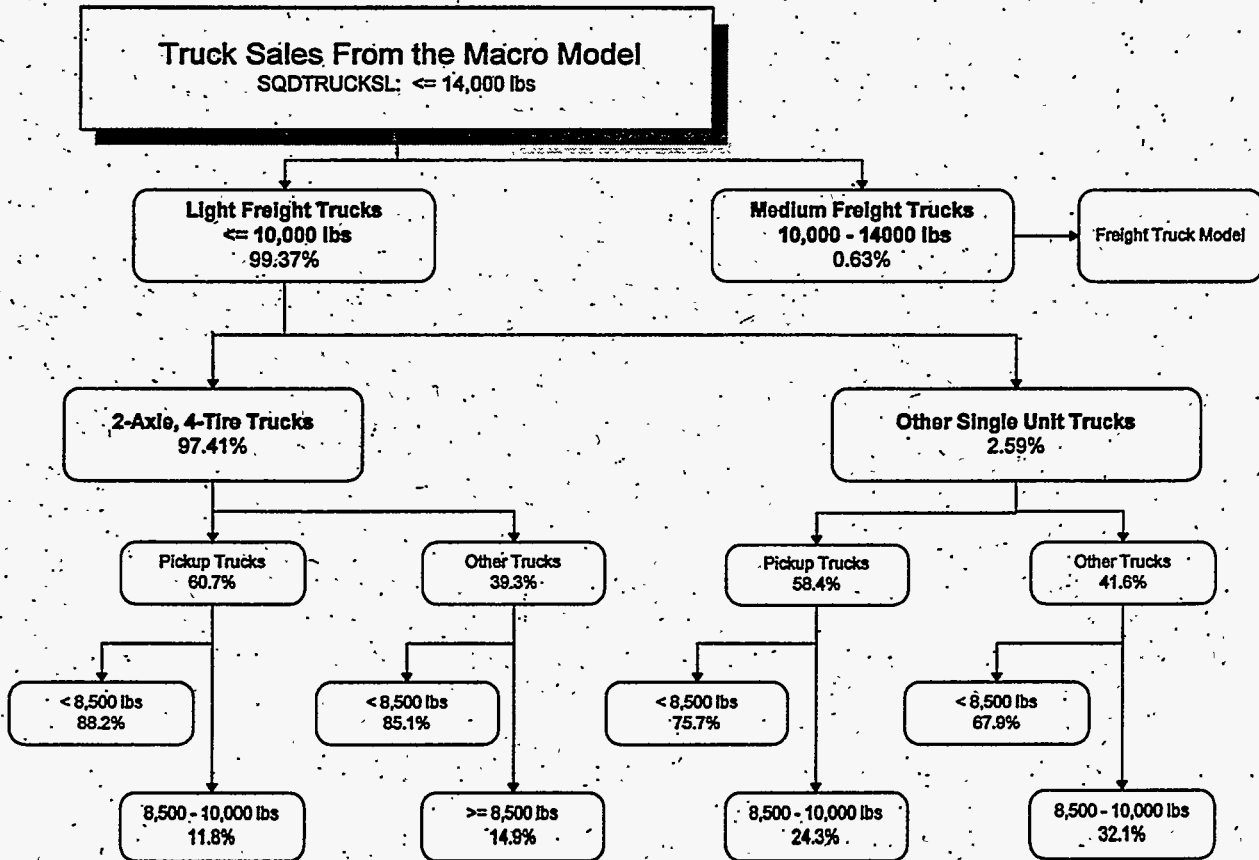 Truck Sales From the Macro Model
SQDTRUCKSL: <= 14,000 lbs
Light Freight Trucks
<= 10,000 lbs
99.37%
Medium Freight Trucks
10,000 - 14000 lbs
0.63%
Freight Truck Model
2-Axle, 4-Tire Trucks
97.41%
Other Single Unit Trucks
2.59%
Pickup Trucks
60.7%
Other Trucks
39.3%
Pickup Trucks
58.4%
Other Trucks
41.6%
< 8,500 lbs
88.2%
< 8,500 lbs
85.1%
< 8,500 lbs
75.7%
< 8,500 lbs
67.9%
8,500 - 10,000 lbs
11.8%
>= 8,500 lbs
14.9%
8,500 - 10,000 lbs
24.3%
8,500 - 10,000 lbs
32.1%